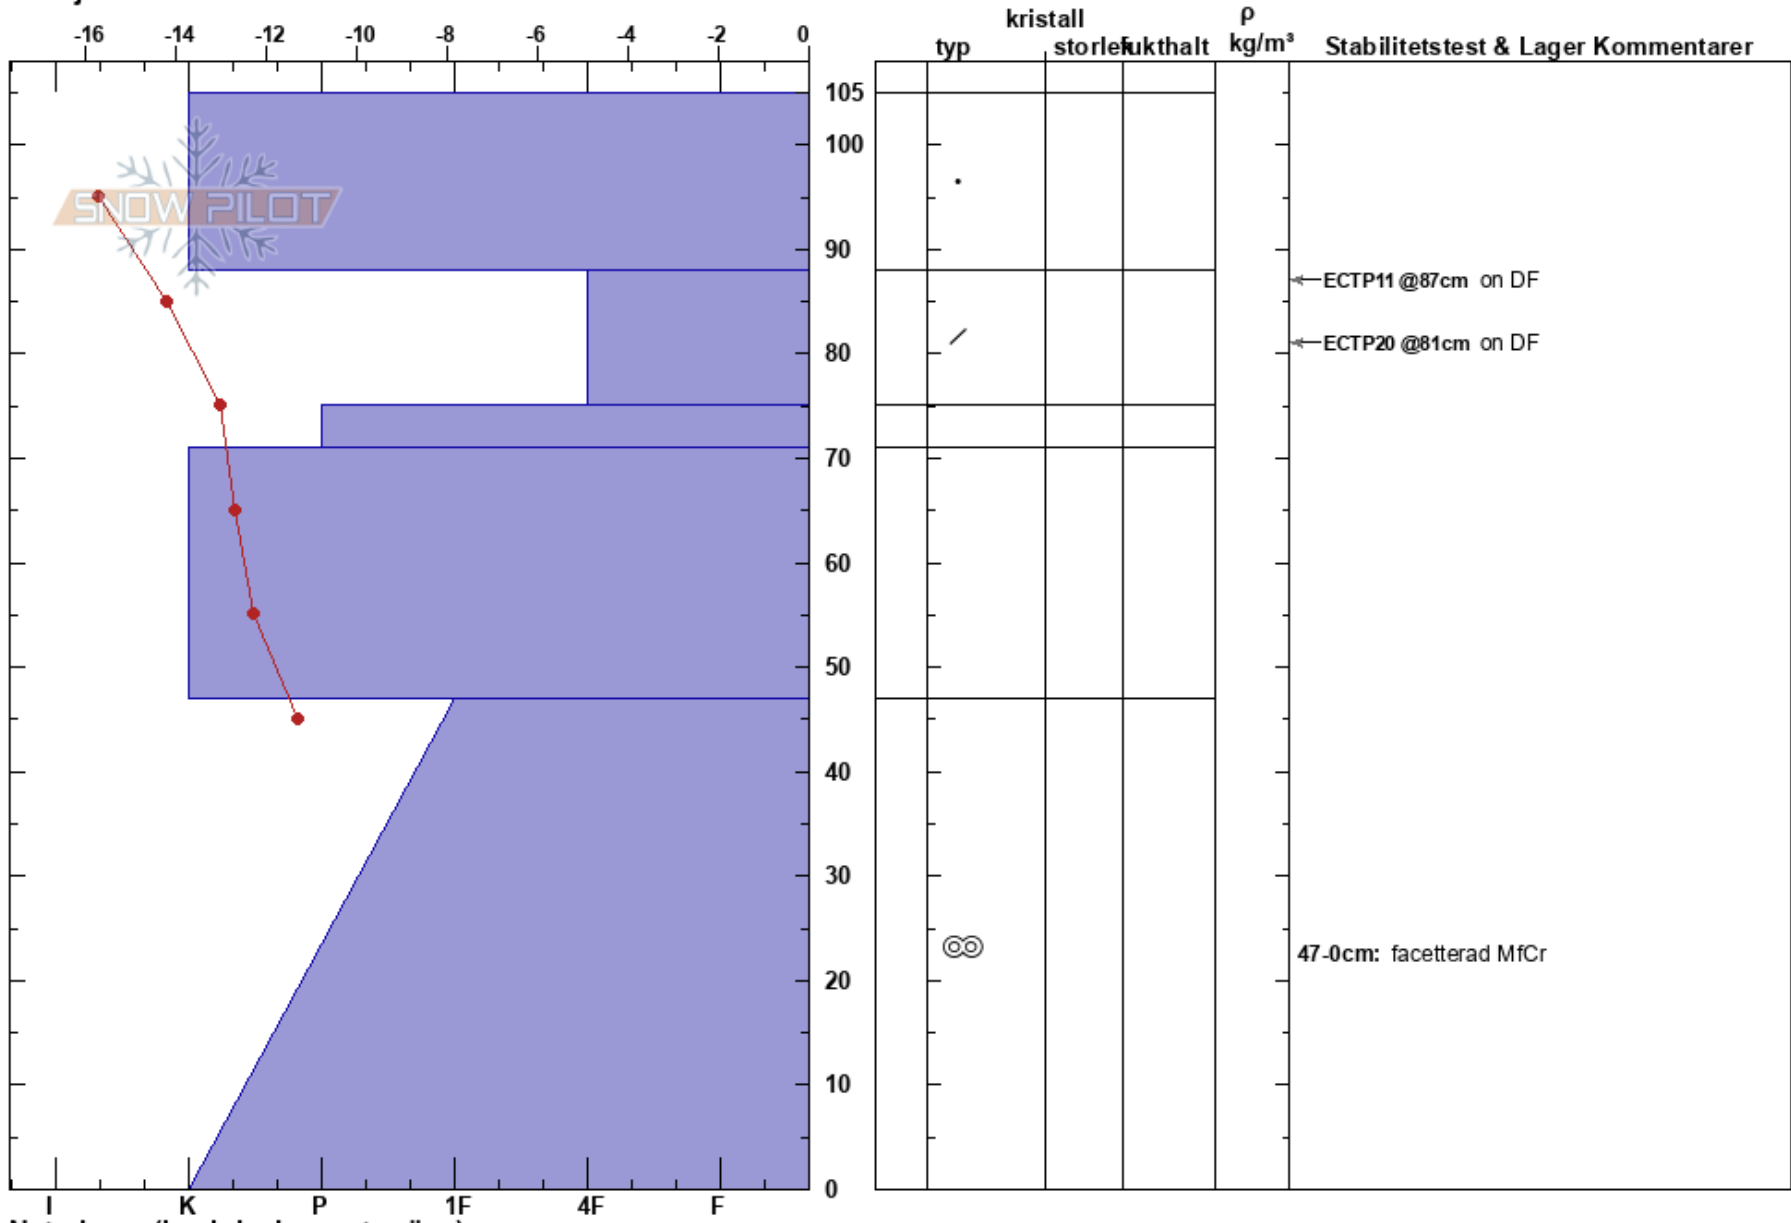 -16 -14 -12 -10 -8 -6 -4 -2 0
kristall
typ storlek fukthalt
ρ
kg/m³
Stabilitetstest & Lager Kommentarer
105
100
SNOW PILOT
90
ECTP11 @87cm on DF
80
ECTP20 @81cm on DF
70
60
50
40
30
47-0cm: facetterad MfCr
20
10
0
I K P 1F 4F F